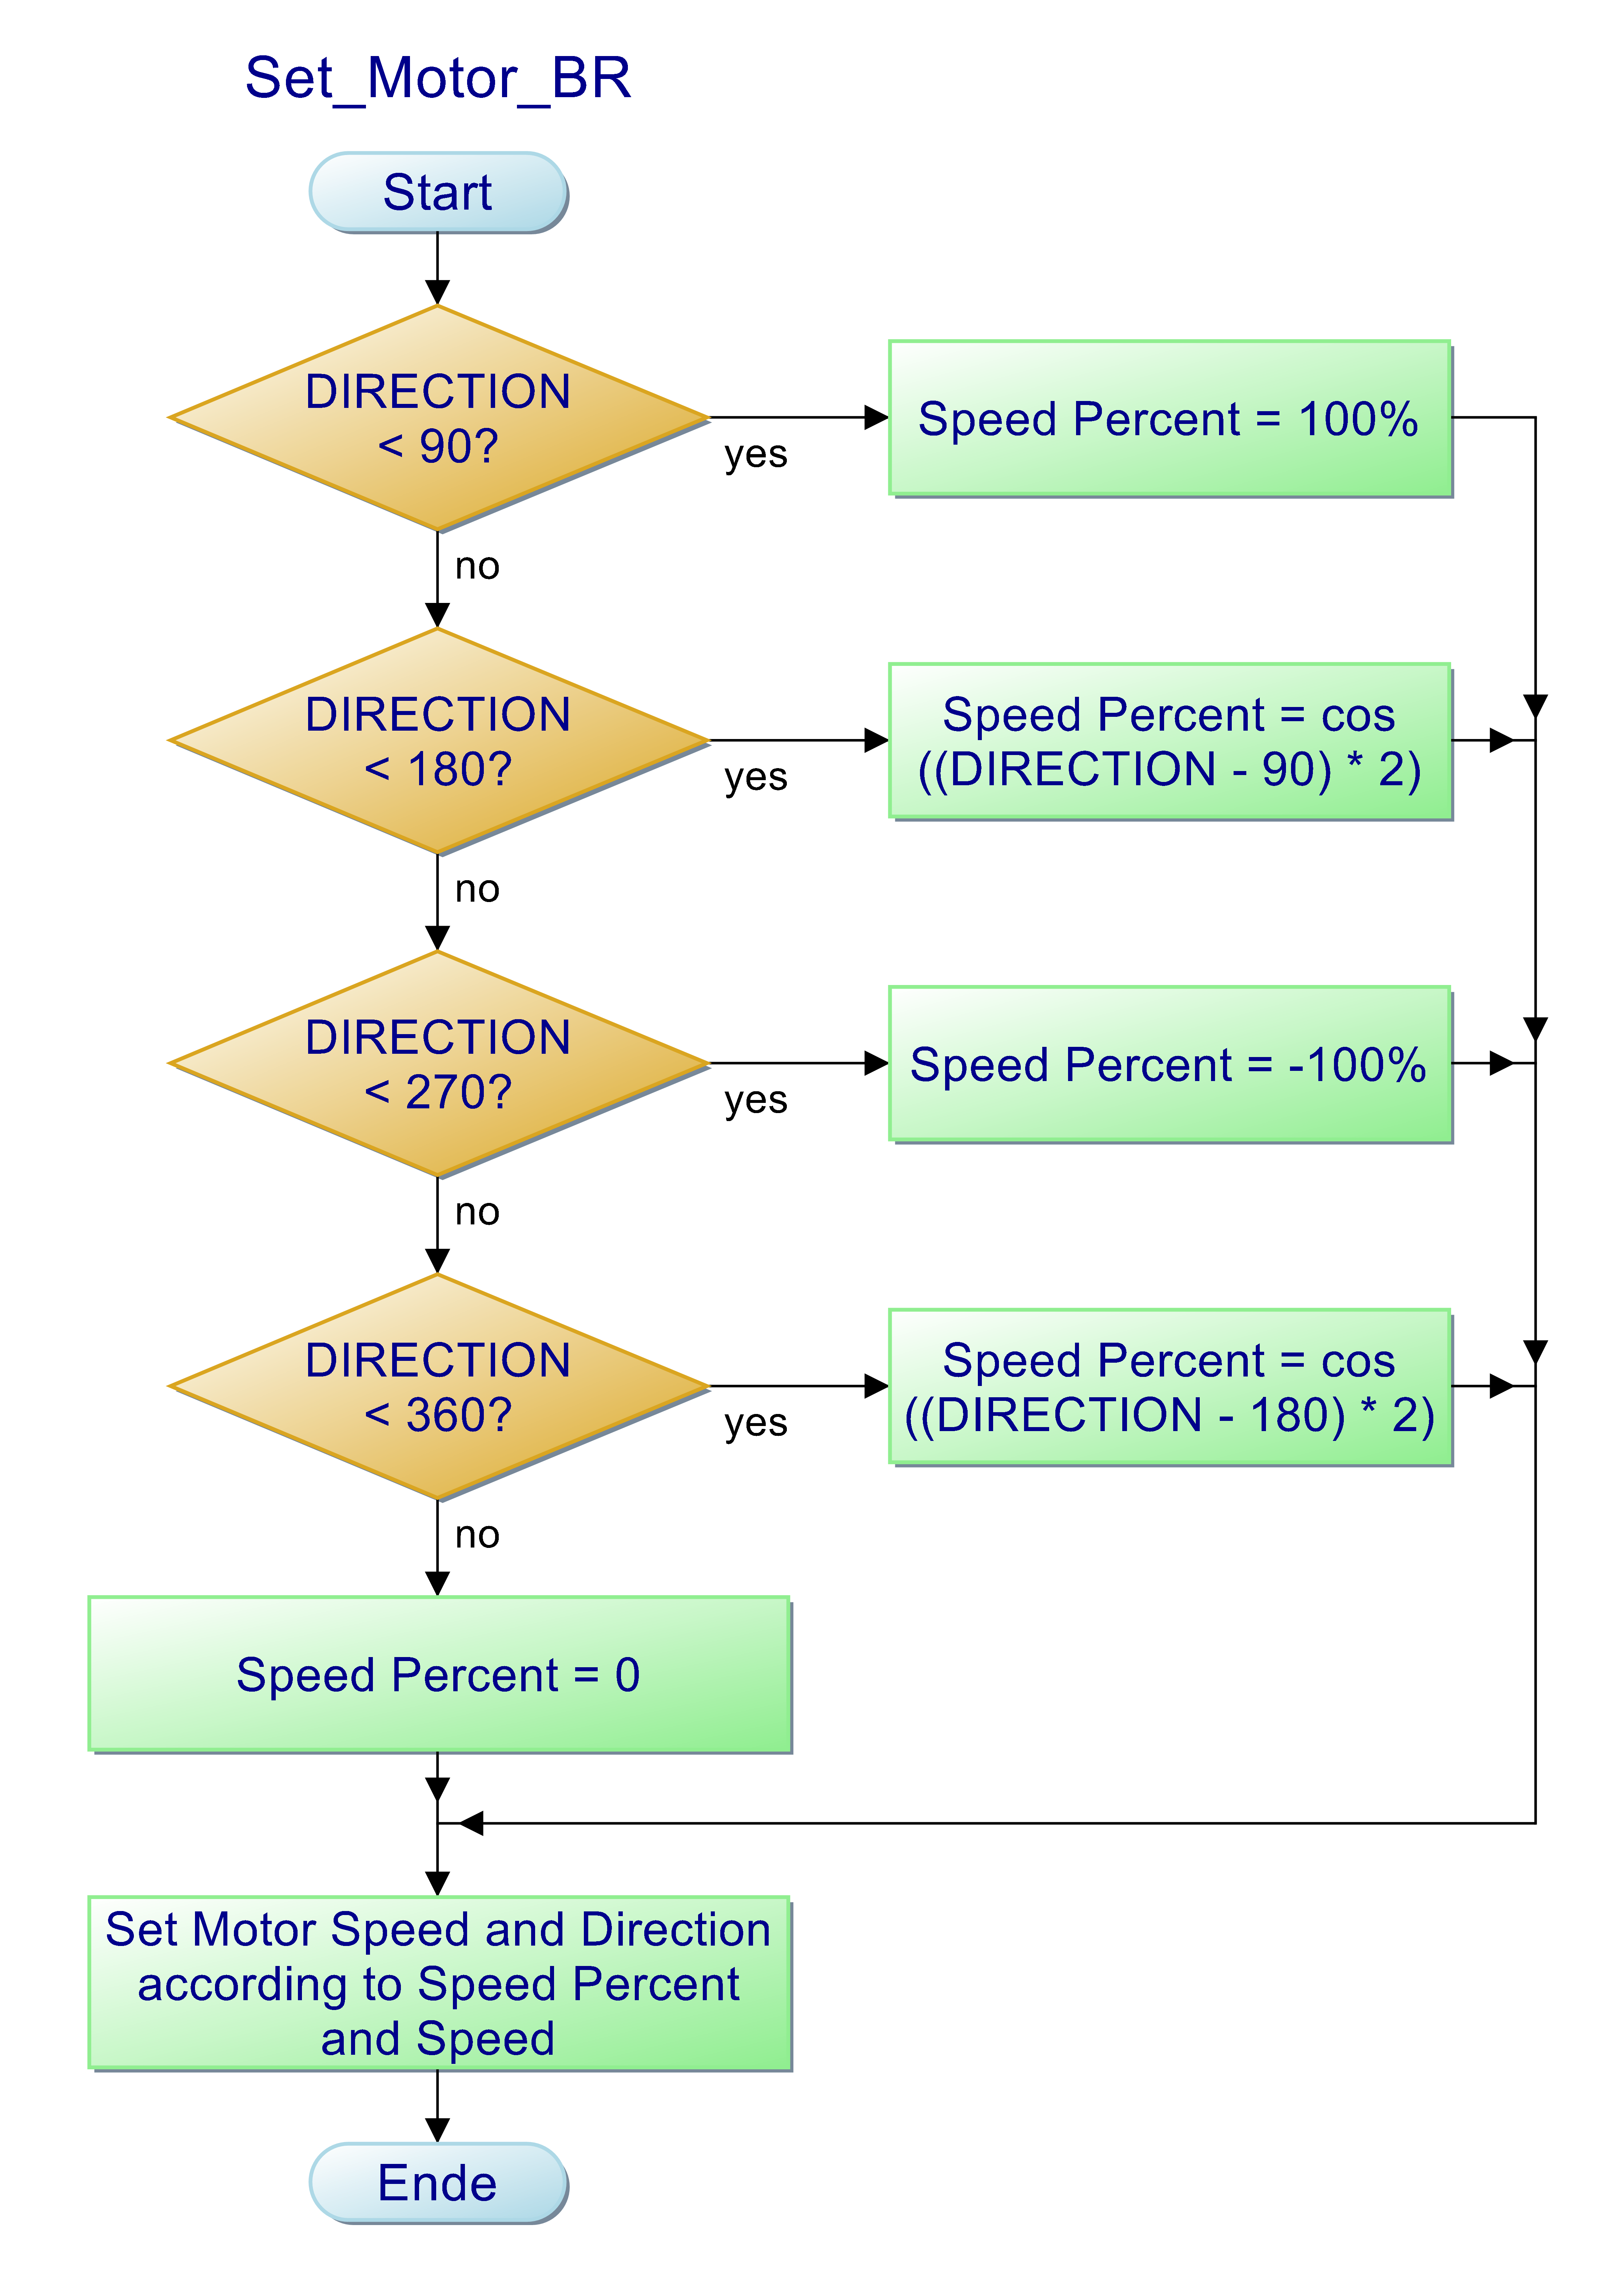 Set_Motor_BR
Start
DIRECTION
< 90?
yes
Speed Percent = 100%
no
DIRECTION
< 180?
yes
Speed Percent = cos
((DIRECTION - 90) * 2)
no
DIRECTION
< 270?
yes
Speed Percent = -100%
no
DIRECTION
< 360?
yes
Speed Percent = cos
((DIRECTION - 180) * 2)
no
Speed Percent = 0
Set Motor Speed and Direction
according to Speed Percent
and Speed
Ende